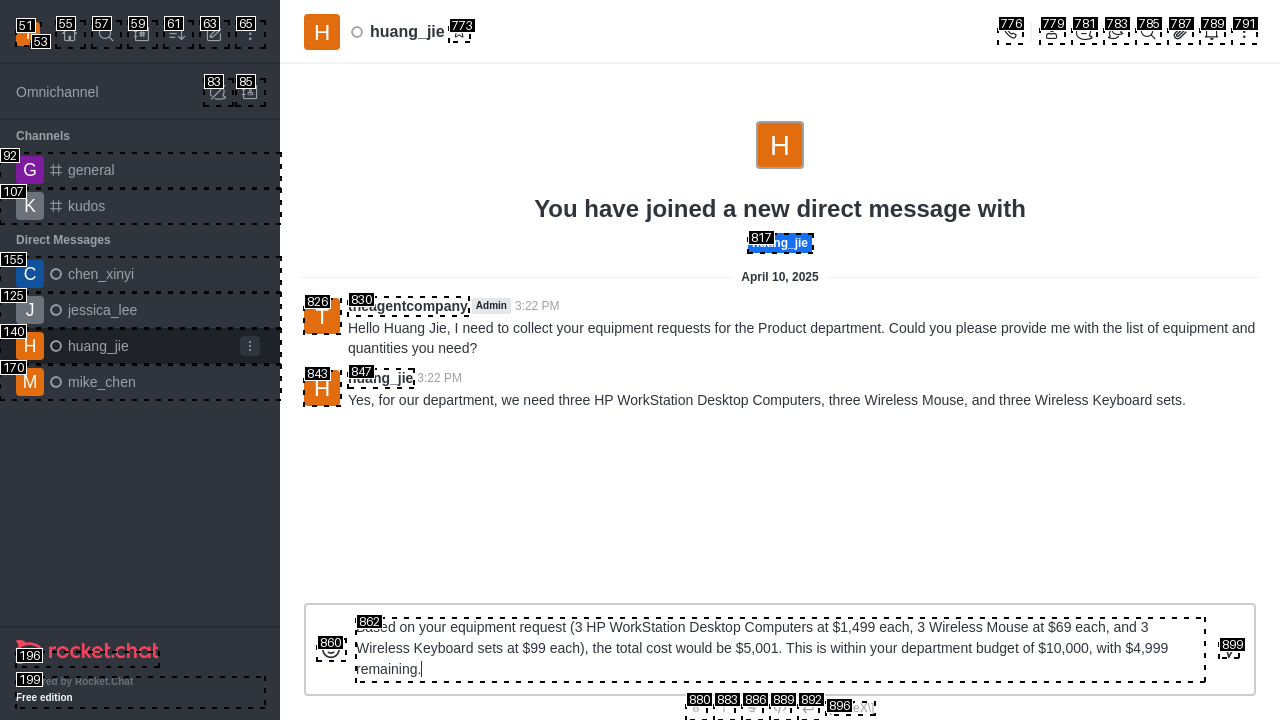 51
53
55
57
59
61
63
65
Omnichannel
83
85
Channels
92
G general
107
K kudos
Direct Messages
155
C chen_xinyi
125
J jessica_lee
140
H huang_jie
170
M mike_chen
196
rocket.chat
199
ed by Rocket.Chat
Free edition
H
huang_jie
773
776
779
781
783
785
787
789
791
H
You have joined a new direct message with
817
ng_jie
April 10, 2025
826
T
830
theagentcompany Admin 3:22 PM
Hello Huang Jie, I need to collect your equipment requests for the Product department. Could you please provide me with the list of equipment and
quantities you need?
843
H
847
huang_jie 3:22 PM
Yes, for our department, we need three HP WorkStation Desktop Computers, three Wireless Mouse, and three Wireless Keyboard sets.
860
862
Based on your equipment request (3 HP WorkStation Desktop Computers at $1,499 each, 3 Wireless Mouse at $69 each, and 3
Wireless Keyboard sets at $99 each), the total cost would be $5,001. This is within your department budget of $10,000, with $4,999
remaining.
899
880
883
886
889
892
896